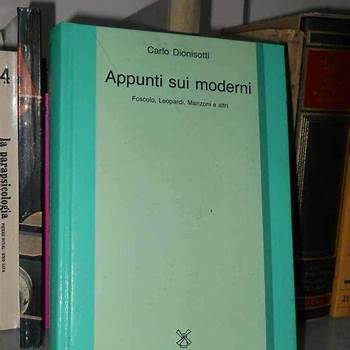 Carlo Dionisotti
Appunti sui moderni
Foscolo, Leopardi, Manzoni e altri
4
la parapsicologia